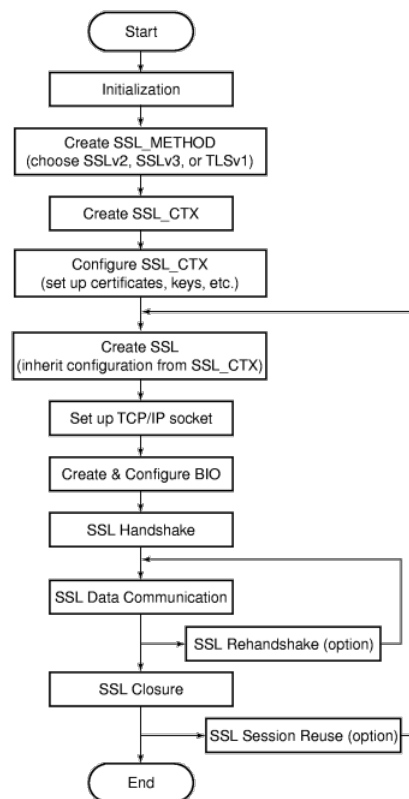 Start
Initialization
Create SSL_METHOD
(choose SSLv2, SSLv3, or TLSv1)
Create SSL_CTX
Configure SSL_CTX
(set up certificates, keys, etc.)
Create SSL
(inherit configuration from SSL_CTX)
Set up TCP/IP socket
Create & Configure BIO
SSL Handshake
SSL Data Communication
SSL Rehandshake (option)
SSL Closure
SSL Session Reuse (option)
End